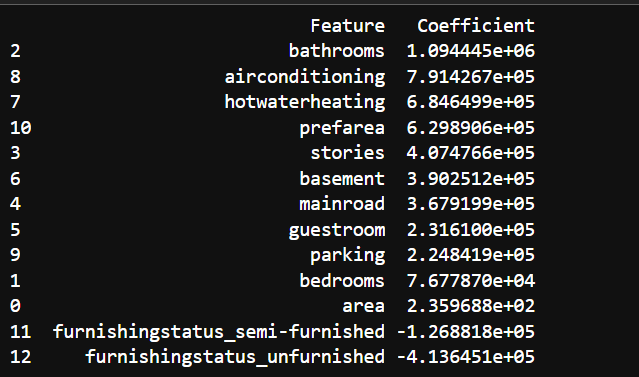 Feature Coefficient
2 bathrooms 1.094445e+06
8 airconditioning 7.914267e+05
7 hotwaterheating 6.846499e+05
10 prefarea 6.298906e+05
3 stories 4.074766e+05
6 basement 3.902512e+05
4 mainroad 3.679199e+05
5 guestroom 2.316100e+05
9 parking 2.248419e+05
1 bedrooms 7.677870e+04
0 area 2.359688e+02
11 furnishingstatus_semi-furnished -1.268818e+05
12 furnishingstatus_unfurnished -4.136451e+05